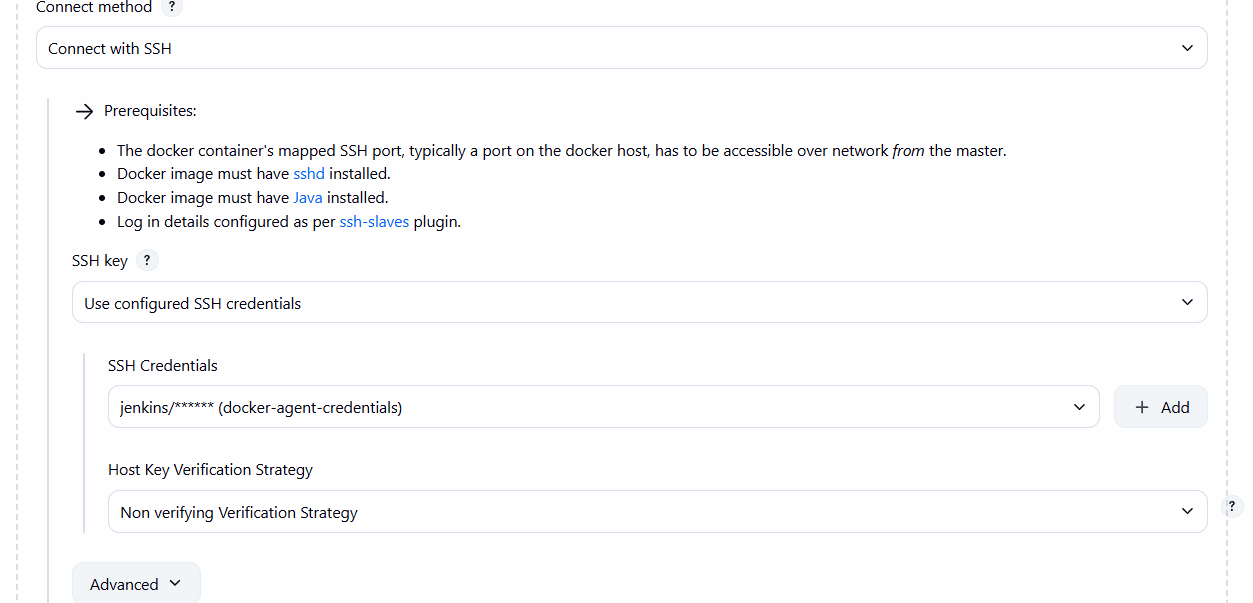 Connect method ?
Connect with SSH
Prerequisites:
The docker container's mapped SSH port, typically a port on the docker host, has to be accessible over network from the master.
Docker image must have sshd installed.
Docker image must have Java installed.
Log in details configured as per ssh-slaves plugin.
SSH key ?
Use configured SSH credentials
SSH Credentials
jenkins/****** (docker-agent-credentials)
+ Add
Host Key Verification Strategy
Non verifying Verification Strategy
?
Advanced